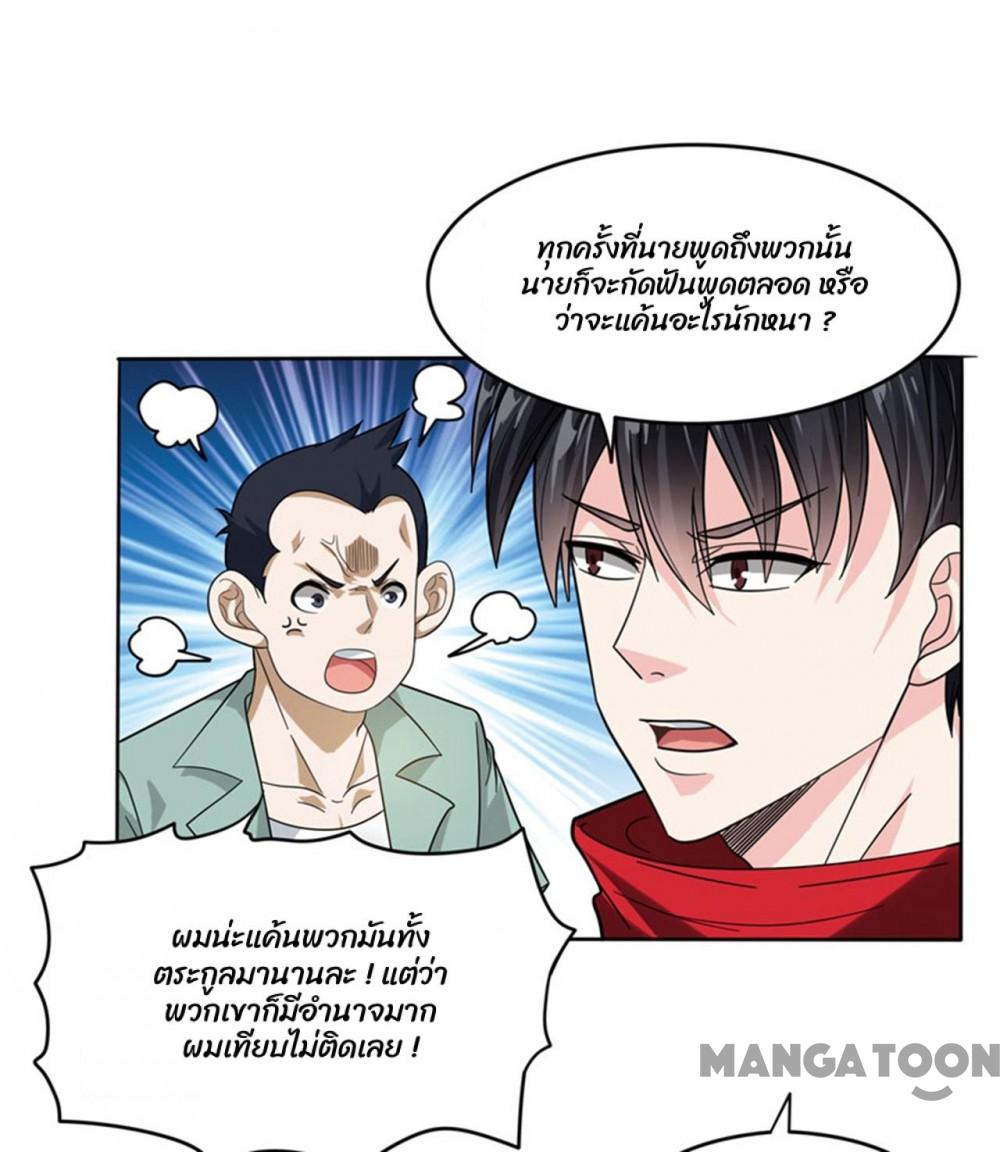 ทุกครั้งที่นายพูดถึงพวกนั้น
นายก็จะกัดฟันพูดตลอด หรือ
ว่าจะแค้นอะไรนักหนา ?
ผมน่ะแค้นพวกมันทั้ง
ตระกูลมานานละ ! แต่ว่า
พวกเขาก็มีอำนาจมาก
ผมเทียบไม่ติดเลย !
MANGATOON